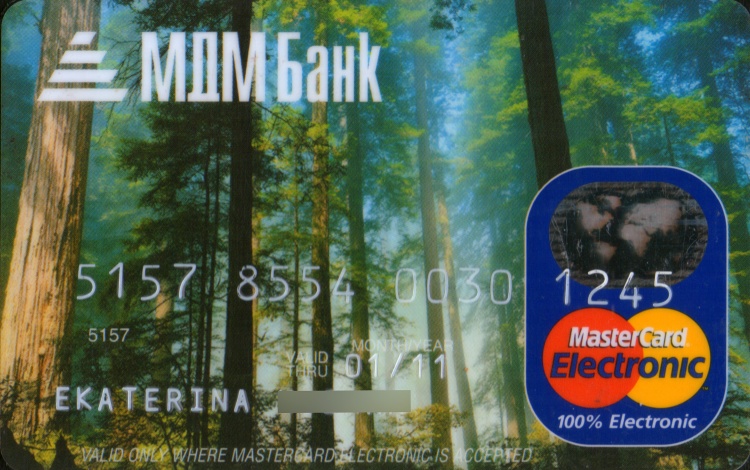 МДМ Банк
5157 8554 0030 1245
5157
MONTH/YEAR
VALID THRU 01/11
EKATERINA
MasterCard
Electronic
100% Electronic
VALID ONLY WHERE MASTERCARD ELECTRONIC IS ACCEPTED